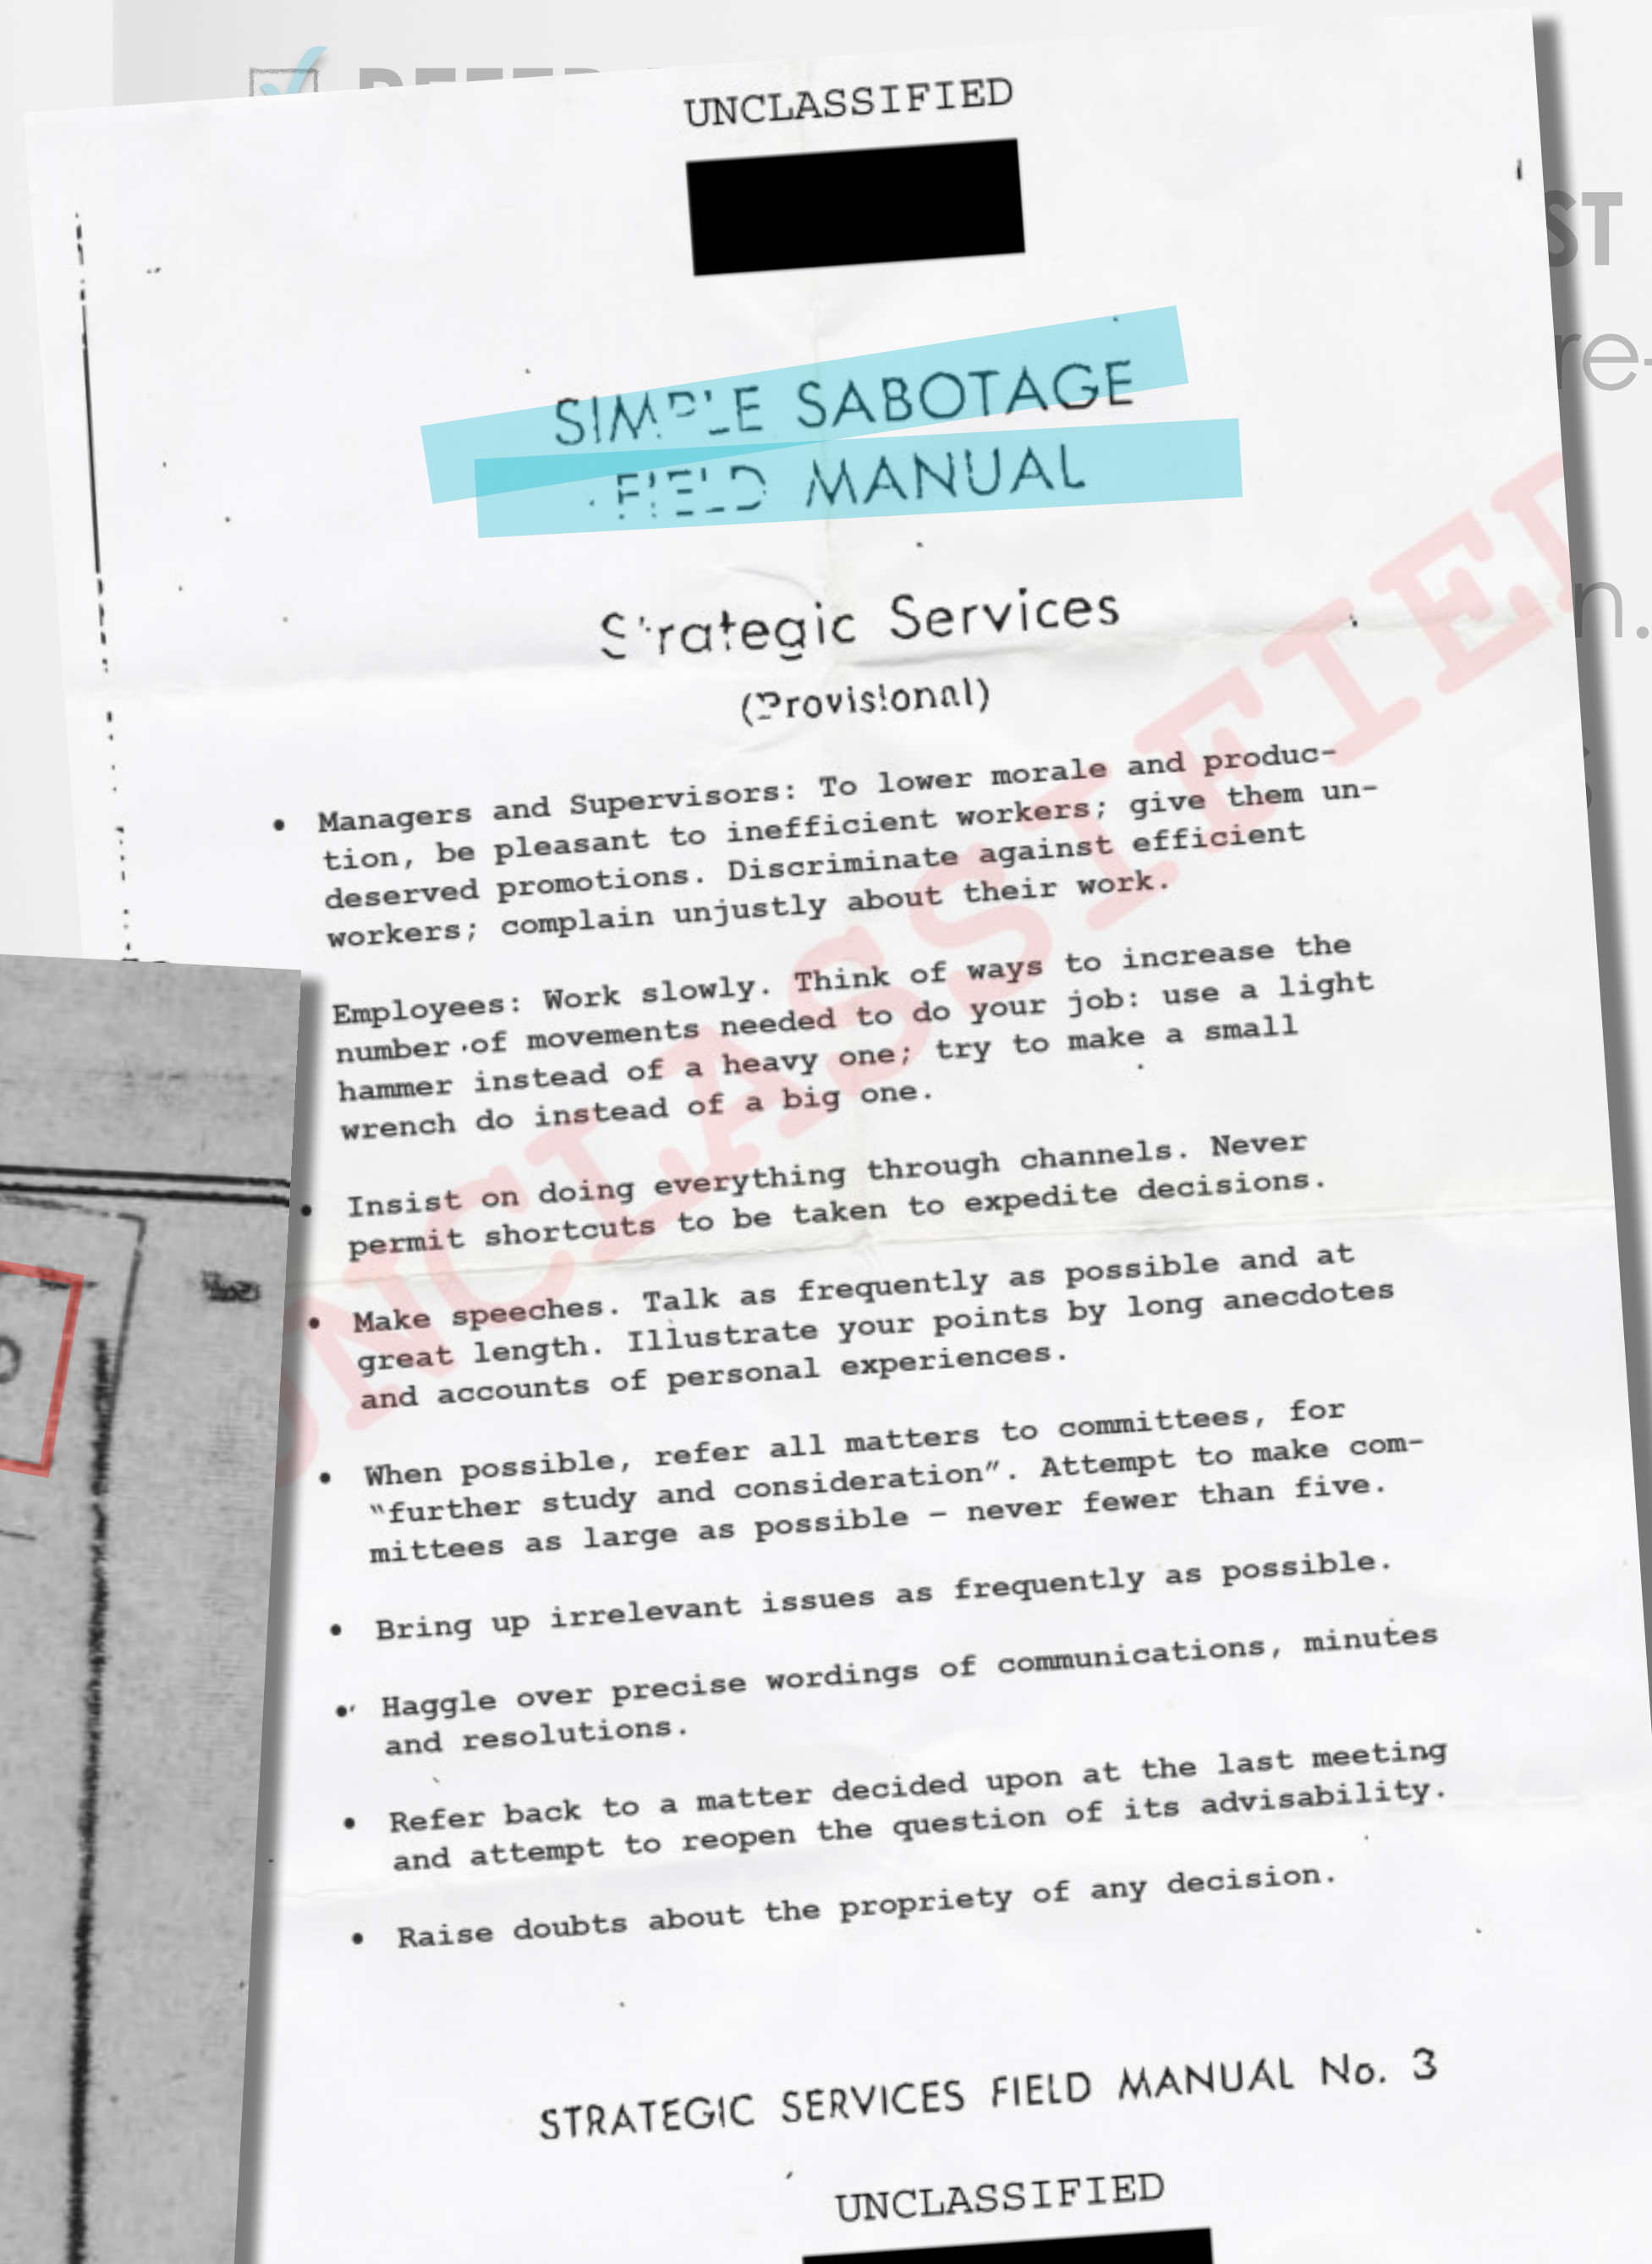 UNCLASSIFIED
ST
re-
SIMPLE SABOTAGE
FIELD MANUAL
n.
Strategic Services
(Provisional)
• Managers and Supervisors: To lower morale and produc-
tion, be pleasant to inefficient workers; give them un-
deserved promotions. Discriminate against efficient
workers; complain unjustly about their work.
Employees: Work slowly. Think of ways to increase the
number of movements needed to do your job: use a light
hammer instead of a heavy one; try to make a small
wrench do instead of a big one.
• Insist on doing everything through channels. Never
permit shortcuts to be taken to expedite decisions.
• Make speeches. Talk as frequently as possible and at
great length. Illustrate your points by long anecdotes
and accounts of personal experiences.
• When possible, refer all matters to committees, for
“further study and consideration”. Attempt to make com-
mittees as large as possible – never fewer than five.
• Bring up irrelevant issues as frequently as possible.
• Haggle over precise wordings of communications, minutes
and resolutions.
• Refer back to a matter decided upon at the last meeting
and attempt to reopen the question of its advisability.
• Raise doubts about the propriety of any decision.
STRATEGIC SERVICES FIELD MANUAL No. 3
UNCLASSIFIED
UNCLASSIFIED